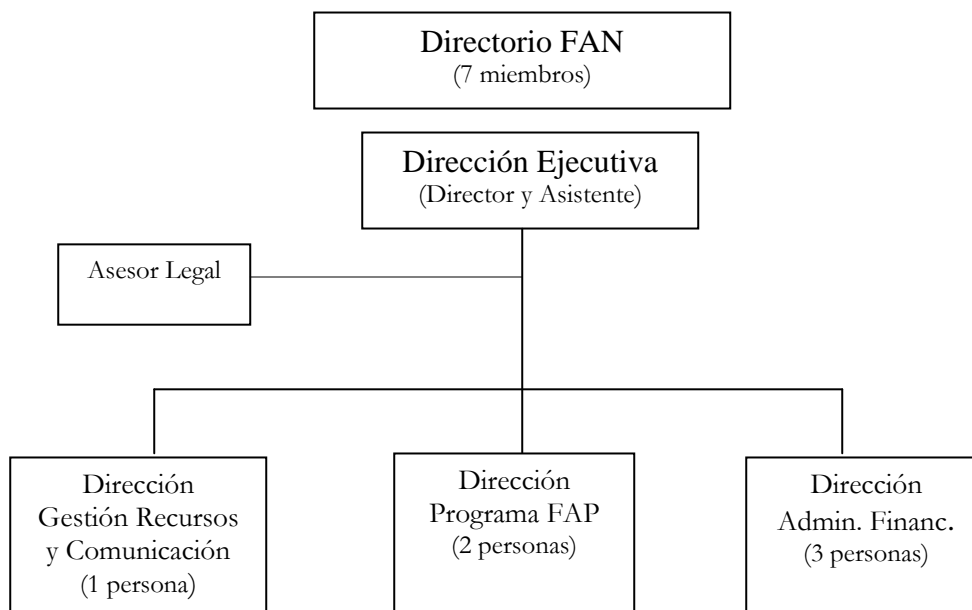 Directorio FAN
(7 miembros)
Dirección Ejecutiva
(Director y Asistente)
Asesor Legal
Dirección
Gestión Recursos
y Comunicación
(1 persona)
Dirección
Programa FAP
(2 personas)
Dirección
Admin. Financ.
(3 personas)